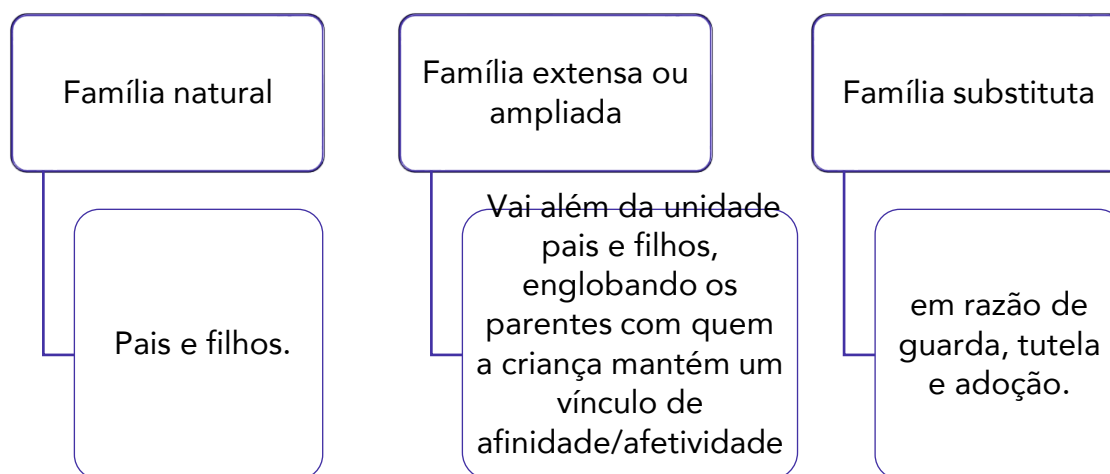 Família natural
Pais e filhos.
Família extensa ou
ampliada
Vai além da unidade
pais e filhos,
englobando os
parentes com quem
a criança mantém um
vínculo de
afinidade/afetividade
Família substituta
em razão de
guarda, tutela
e adoção.